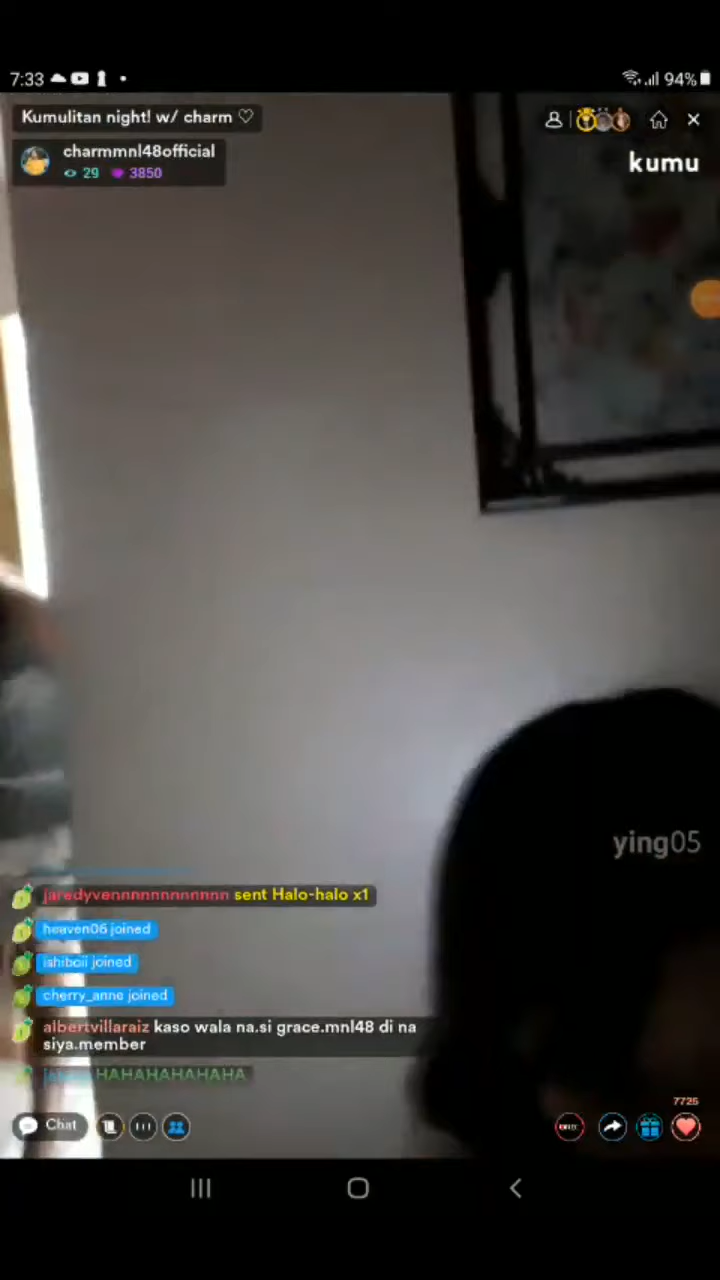 7:33
94%
Kumulitan night! w/ charm ♡
charmmnl48official
29 3850
kumu
ying05
jaredyvennnnnnnnnnnn sent Halo-halo x1
heaven06 joined
ishiboii joined
cherry_anne joined
albertvillaraiz kaso wala na.si grace.mnl48 di na
siya.member
HAHAHAHAHAHA
7725
Chat